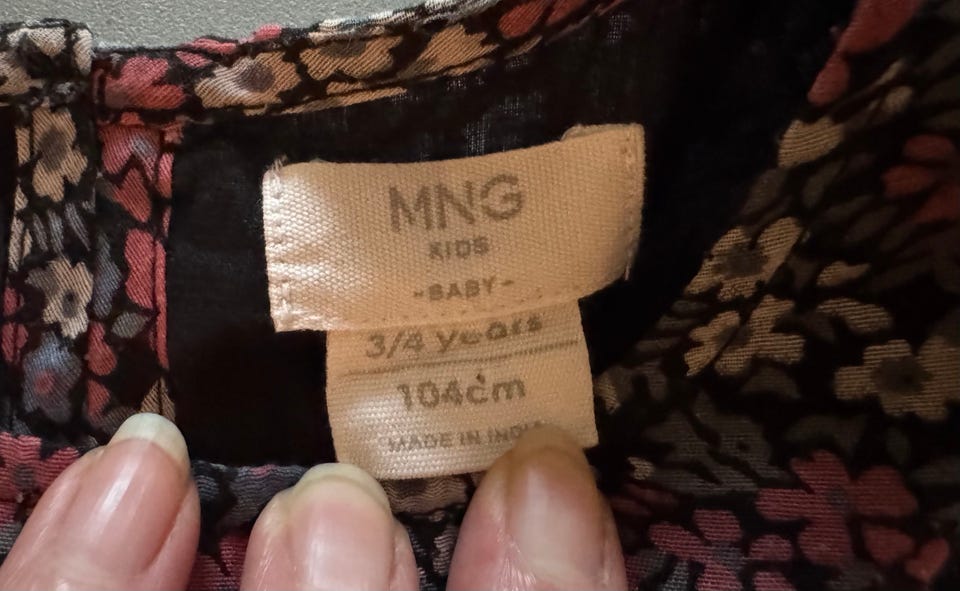 MNG
KIDS
-BABY-
3/4 years
104cm
MADE IN INDIA